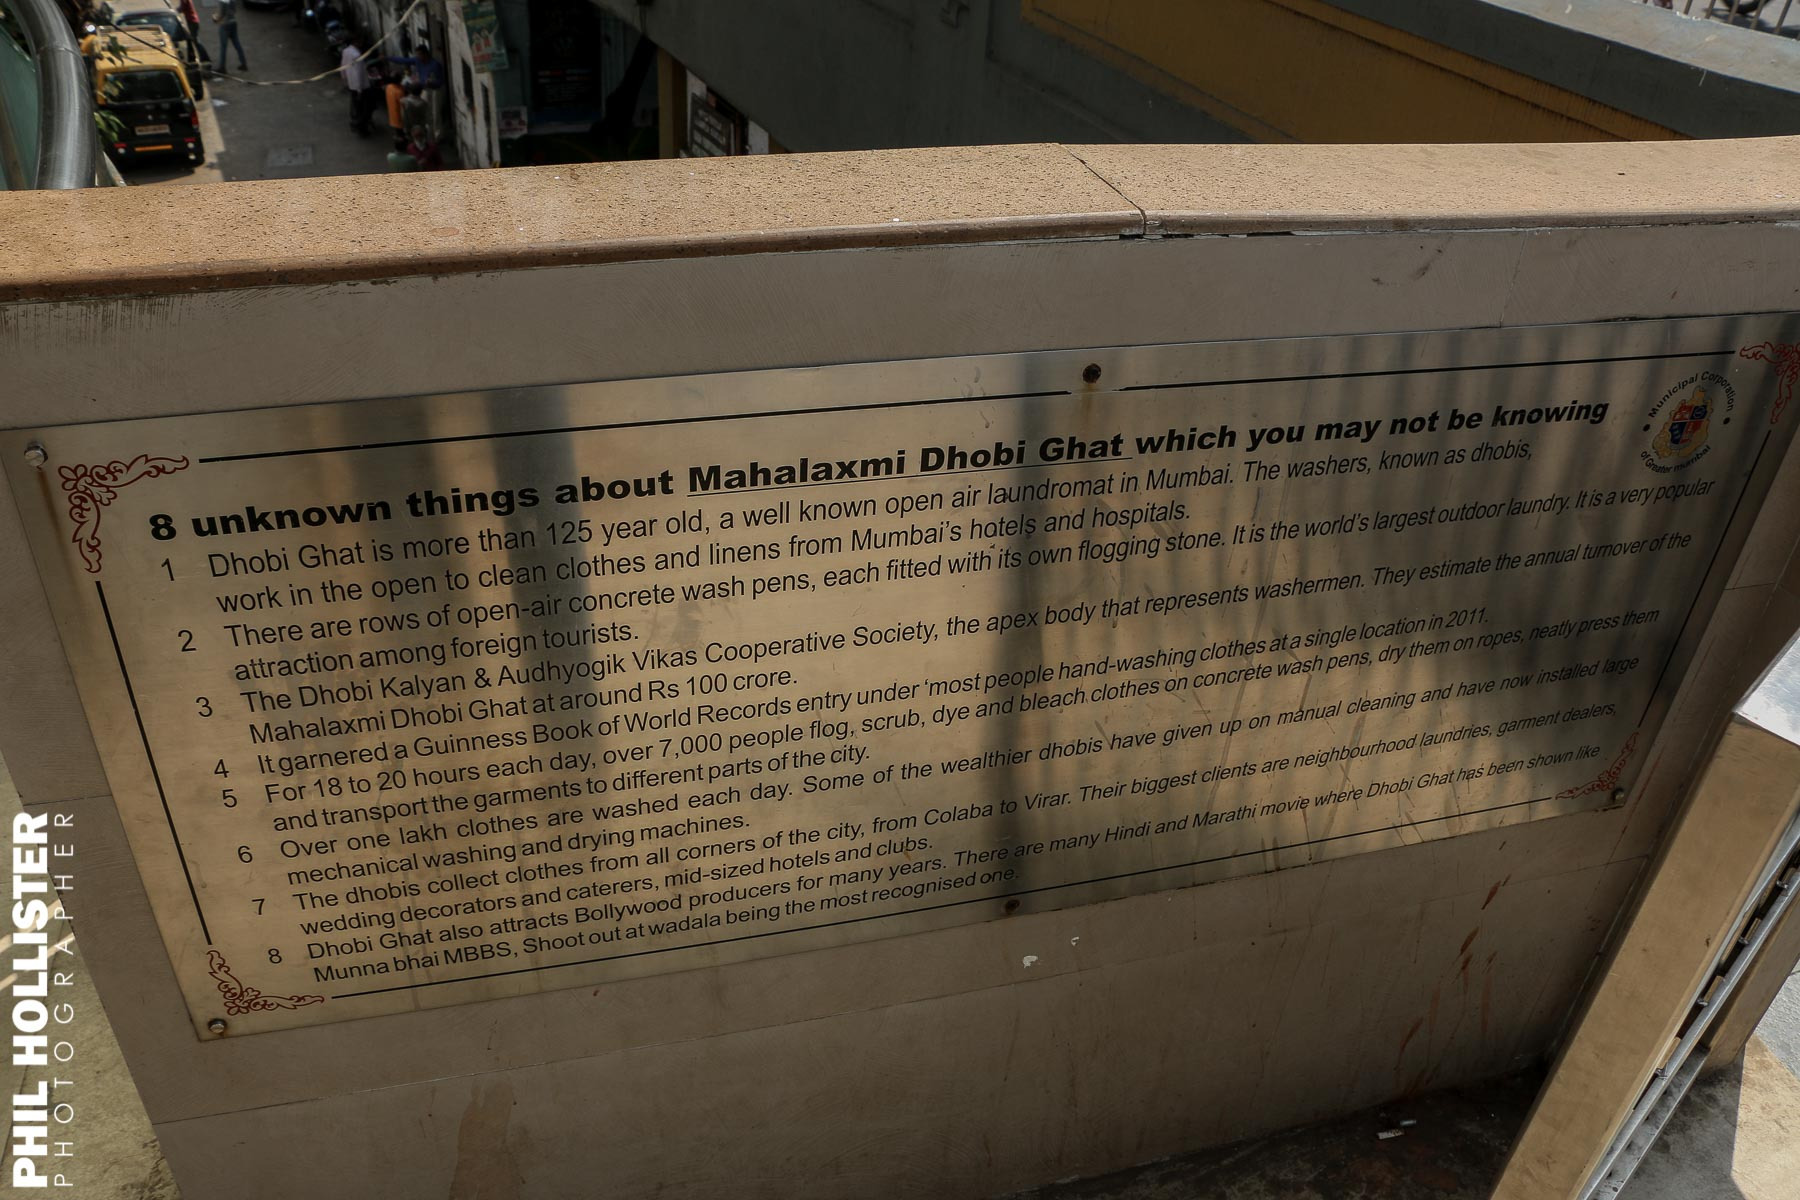 8 unknown things about Mahalaxmi Dhobi Ghat which you may not be knowing
Municipal Corporation
of Greater mumbai
1 Dhobi Ghat is more than 125 year old, a well known open air laundromat in Mumbai. The washers, known as dhobis,
work in the open to clean clothes and linens from Mumbai's hotels and hospitals.
2 There are rows of open-air concrete wash pens, each fitted with its own flogging stone. It is the world's largest outdoor laundry. It is a very popular
attraction among foreign tourists.
3 The Dhobi Kalyan & Audhyogik Vikas Cooperative Society, the apex body that represents washermen. They estimate the annual turnover of the
Mahalaxmi Dhobi Ghat at around Rs 100 crore.
4 It garnered a Guinness Book of World Records entry under 'most people hand-washing clothes at a single location in 2011.
5 For 18 to 20 hours each day, over 7,000 people flog, scrub, dye and bleach clothes on concrete wash pens, dry them on ropes, neatly press them
and transport the garments to different parts of the city.
6 Over one lakh clothes are washed each day. Some of the wealthier dhobis have given up on manual cleaning and have now installed large
mechanical washing and drying machines.
7 The dhobis collect clothes from all corners of the city, from Colaba to Virar. Their biggest clients are neighbourhood laundries, garment dealers,
wedding decorators and caterers, mid-sized hotels and clubs.
8 Dhobi Ghat also attracts Bollywood producers for many years. There are many Hindi and Marathi movie where Dhobi Ghat has been shown like
Munna bhai MBBS, Shoot out at wadala being the most recognised one.
PHIL HOLLISTER
PHOTOGRAPHER